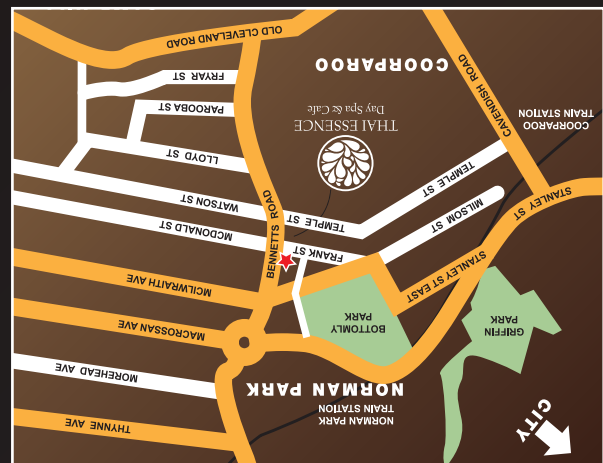 CITY
THYNNE AVE
NORMAN PARK
TRAIN STATION
NORMAN PARK
MOREHEAD AVE
GRIFFIN
PARK
BOTTOMLY
PARK
MACROSSAN AVE
STANLEY ST EAST
MCILWRAITH AVE
FRANK ST
BENNETTS ROAD
MCDONALD ST
MILSOM ST
TEMPLE ST
WATSON ST
STANLEY ST
TEMPLE ST
LLOYD ST
THAI ESSENCE
Day Spa & Café
COORPAROO
TRAIN STATION
CAVENDISH ROAD
PAROOBA ST
FRYAR ST
COORPAROO
OLD CLEVELAND ROAD